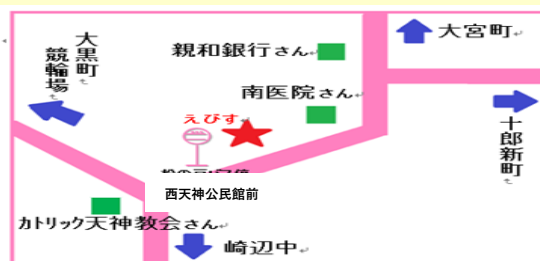 大宮町
大黒町
競輪場
親和銀行さん
南医院さん
えびす
十郎新町
西天神公民館前
カトリック天神教会さん
崎辺中